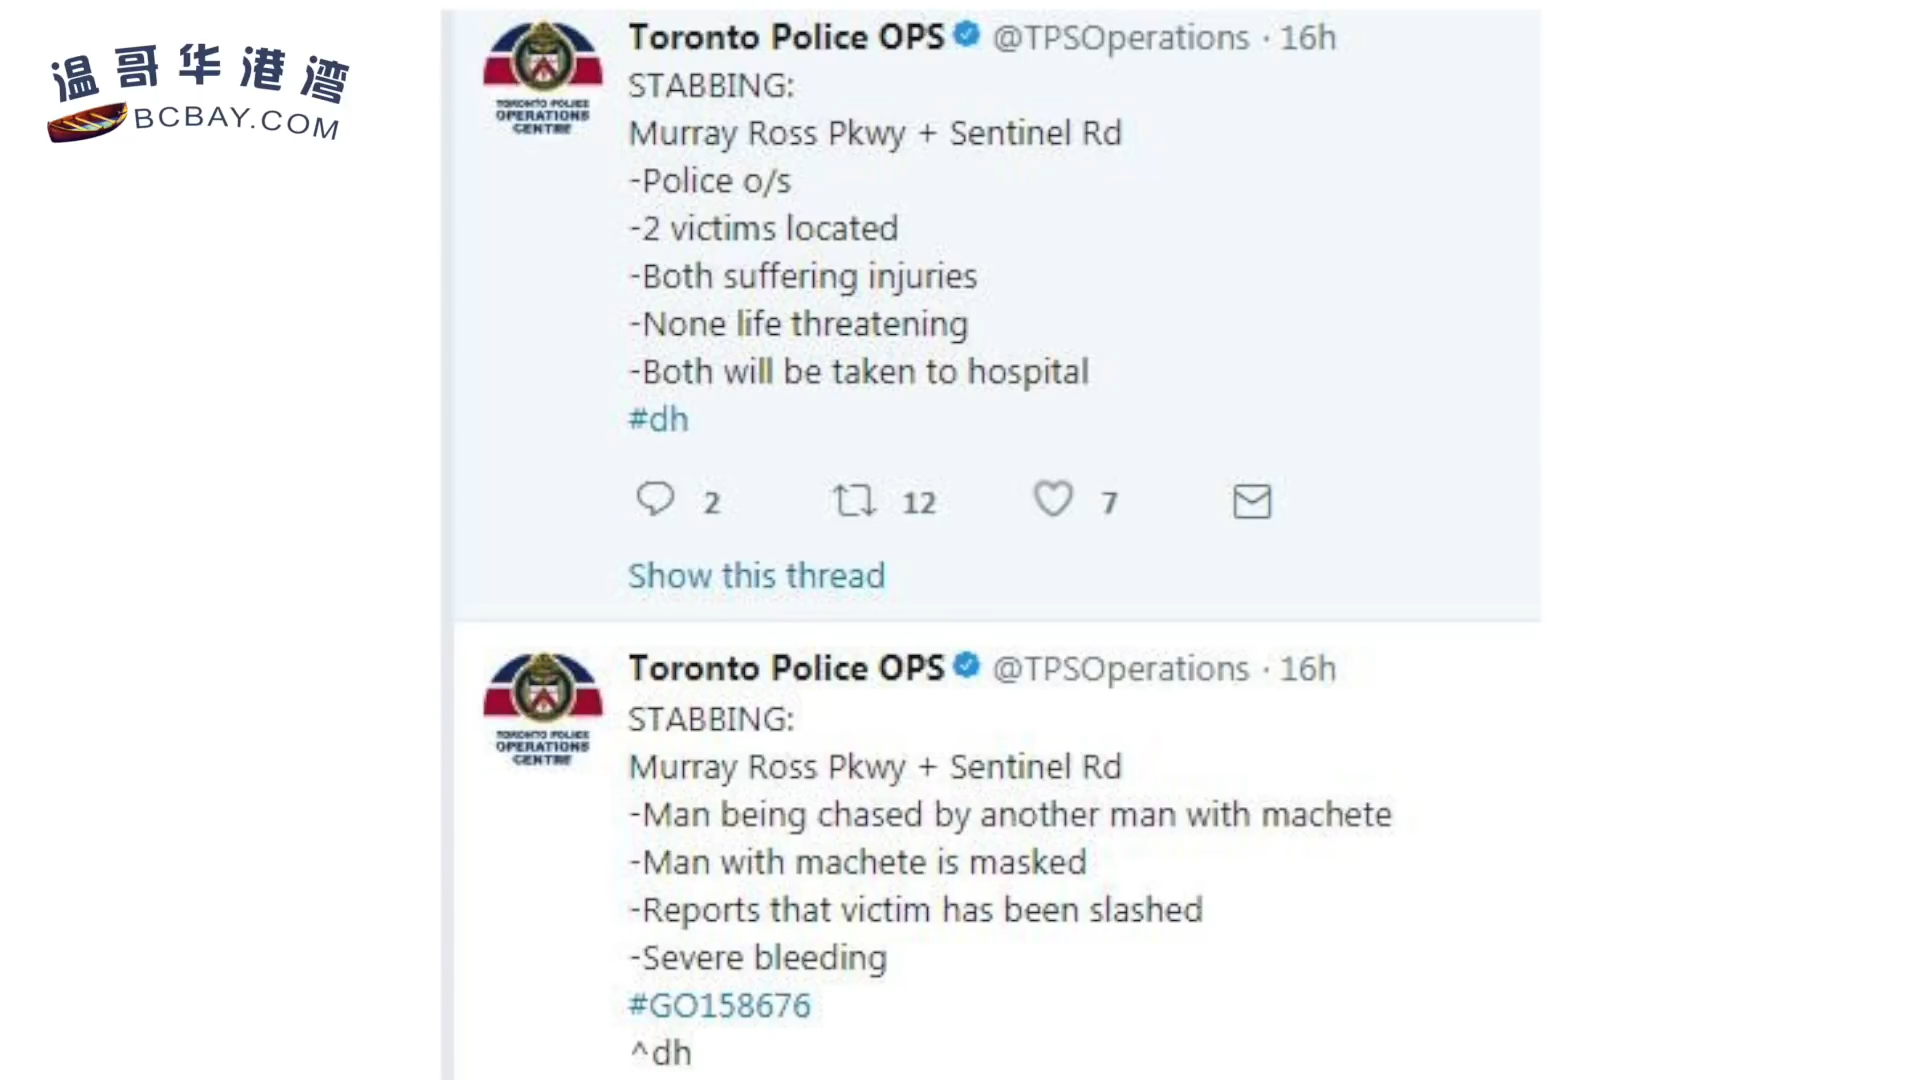 温哥华港湾
BCBAY.COM
Toronto Police OPS @TPSOperations · 16h
TORONTO POLICE
OPERATIONS
CENTRE
STABBING:
Murray Ross Pkwy + Sentinel Rd
-Police o/s
-2 victims located
-Both suffering injuries
-None life threatening
-Both will be taken to hospital
#dh
2 12 7
Show this thread
Toronto Police OPS @TPSOperations · 16h
TORONTO POLICE
OPERATIONS
CENTRE
STABBING:
Murray Ross Pkwy + Sentinel Rd
-Man being chased by another man with machete
-Man with machete is masked
-Reports that victim has been slashed
-Severe bleeding
#GO158676
^dh